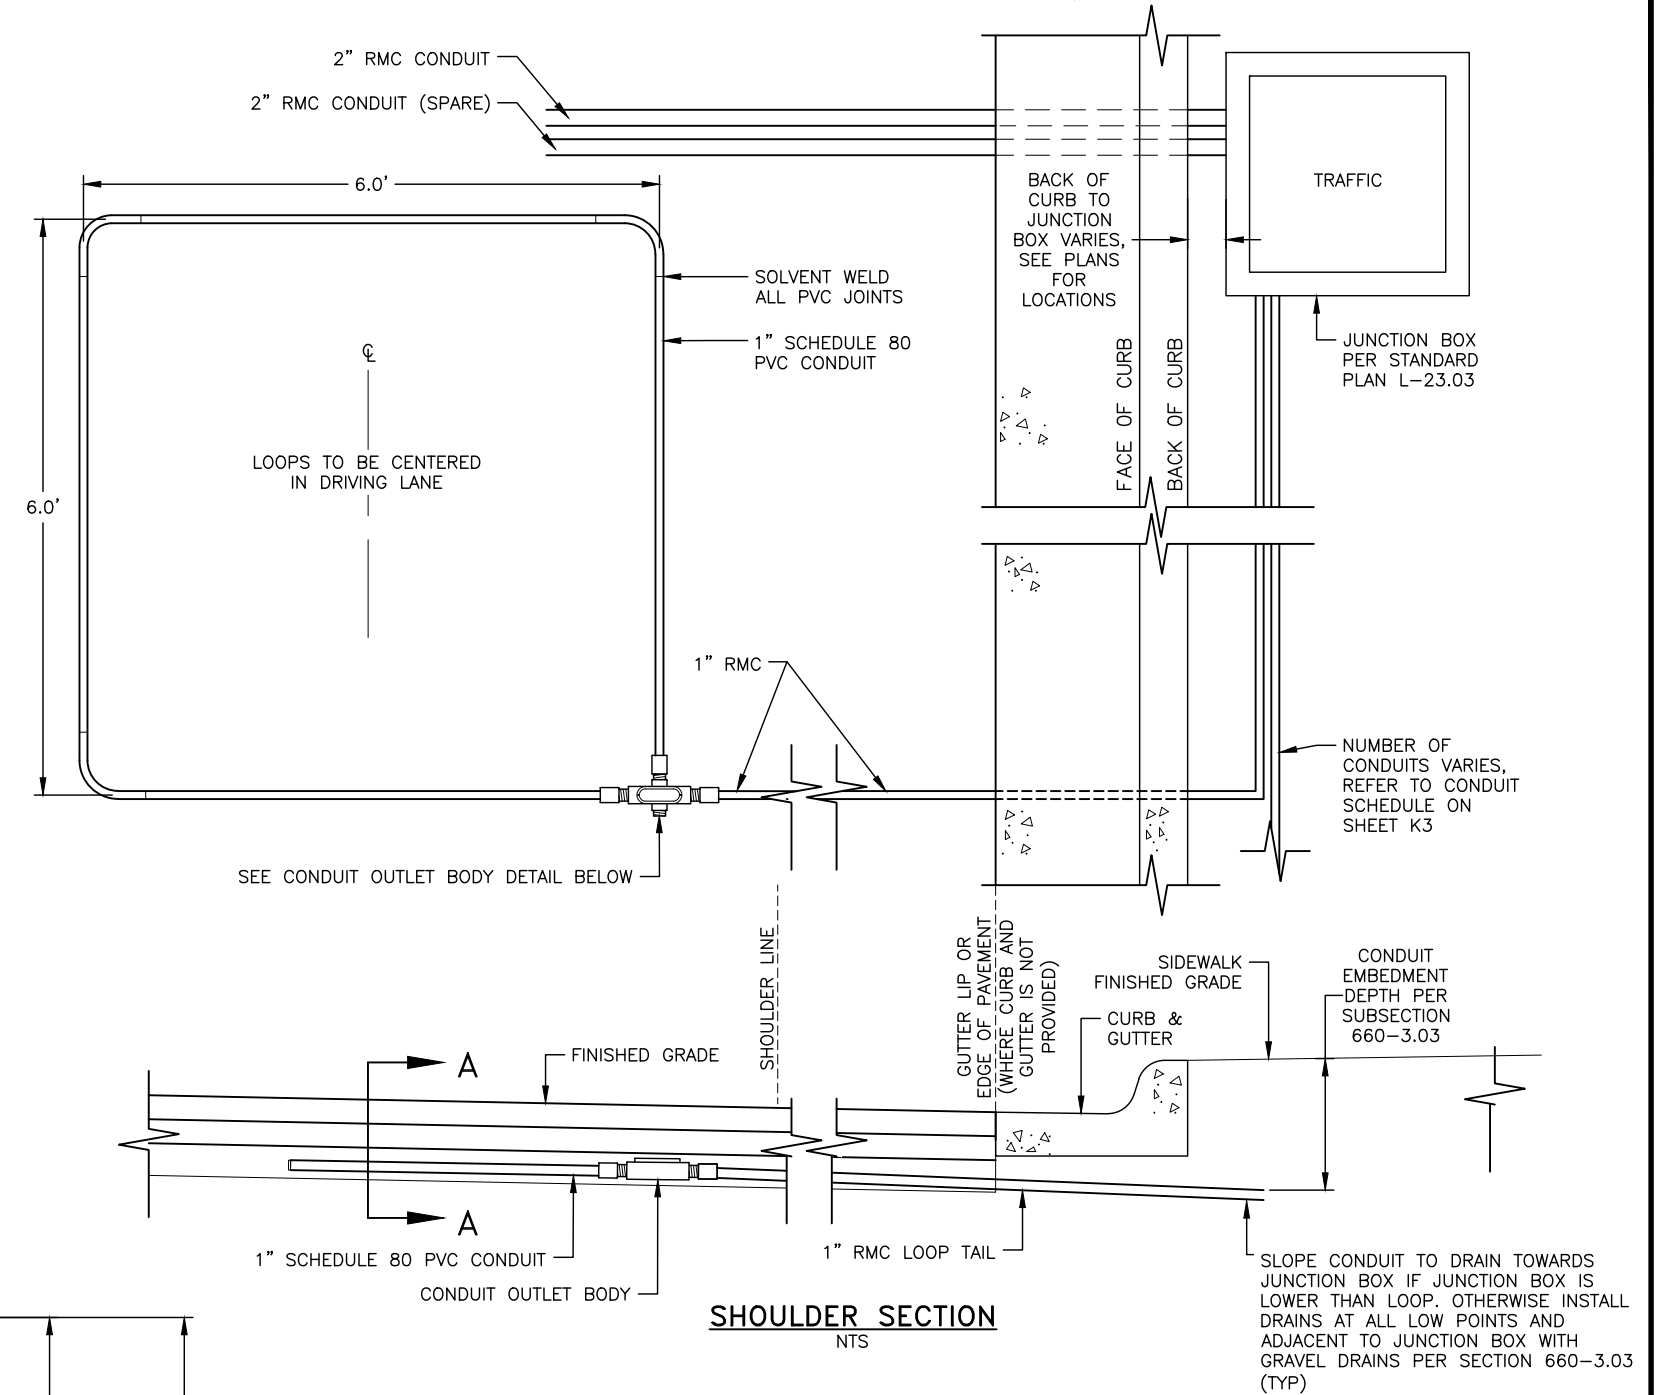 2" RMC CONDUIT
2" RMC CONDUIT (SPARE)
6.0'
BACK OF
CURB TO
JUNCTION
BOX VARIES,
SEE PLANS
FOR
LOCATIONS
TRAFFIC
SOLVENT WELD
ALL PVC JOINTS
1" SCHEDULE 80
PVC CONDUIT
JUNCTION BOX
PER STANDARD
PLAN L-23.03
FACE OF CURB
BACK OF CURB
℄
LOOPS TO BE CENTERED
IN DRIVING LANE
6.0'
1" RMC
NUMBER OF
CONDUITS VARIES,
REFER TO CONDUIT
SCHEDULE ON
SHEET K3
SEE CONDUIT OUTLET BODY DETAIL BELOW
SHOULDER LINE
GUTTER LIP OR
EDGE OF PAVEMENT
(WHERE CURB AND
GUTTER IS NOT
PROVIDED)
SIDEWALK
FINISHED GRADE
CONDUIT
EMBEDMENT
DEPTH PER
SUBSECTION
660-3.03
CURB &
GUTTER
FINISHED GRADE
A
A
1" SCHEDULE 80 PVC CONDUIT
CONDUIT OUTLET BODY
1" RMC LOOP TAIL
SLOPE CONDUIT TO DRAIN TOWARDS
JUNCTION BOX IF JUNCTION BOX IS
LOWER THAN LOOP. OTHERWISE INSTALL
DRAINS AT ALL LOW POINTS AND
ADJACENT TO JUNCTION BOX WITH
GRAVEL DRAINS PER SECTION 660-3.03
(TYP)
SHOULDER SECTION
NTS